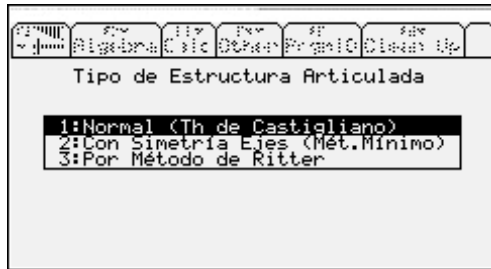 Algebra Calc Other PrgmIO Clean Up
Tipo de Estructura Articulada
1:Normal (Th de Castigliano)
2:Con Simetría Ejes (Mét.Mínimo)
3:Por Método de Ritter